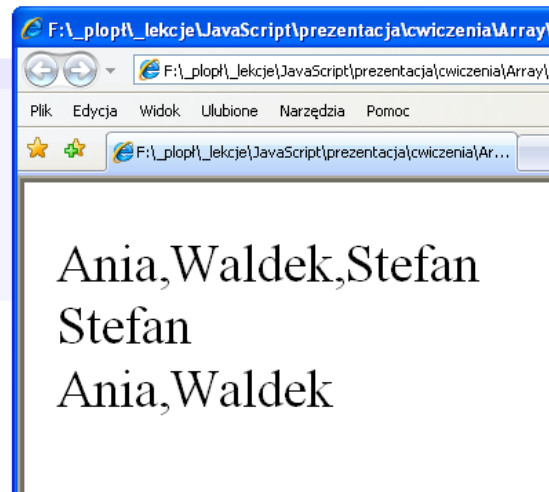 F:\_plopł\_lekcje\JavaScript\prezentacja\cwiczenia\Array\
F:\_plopł\_lekcje\JavaScript\prezentacja\cwiczenia\Array\
Plik Edycja Widok Ulubione Narzędzia Pomoc
F:\_plopł\_lekcje\JavaScript\prezentacja\cwiczenia\Ar...
Ania,Waldek,Stefan
Stefan
Ania,Waldek